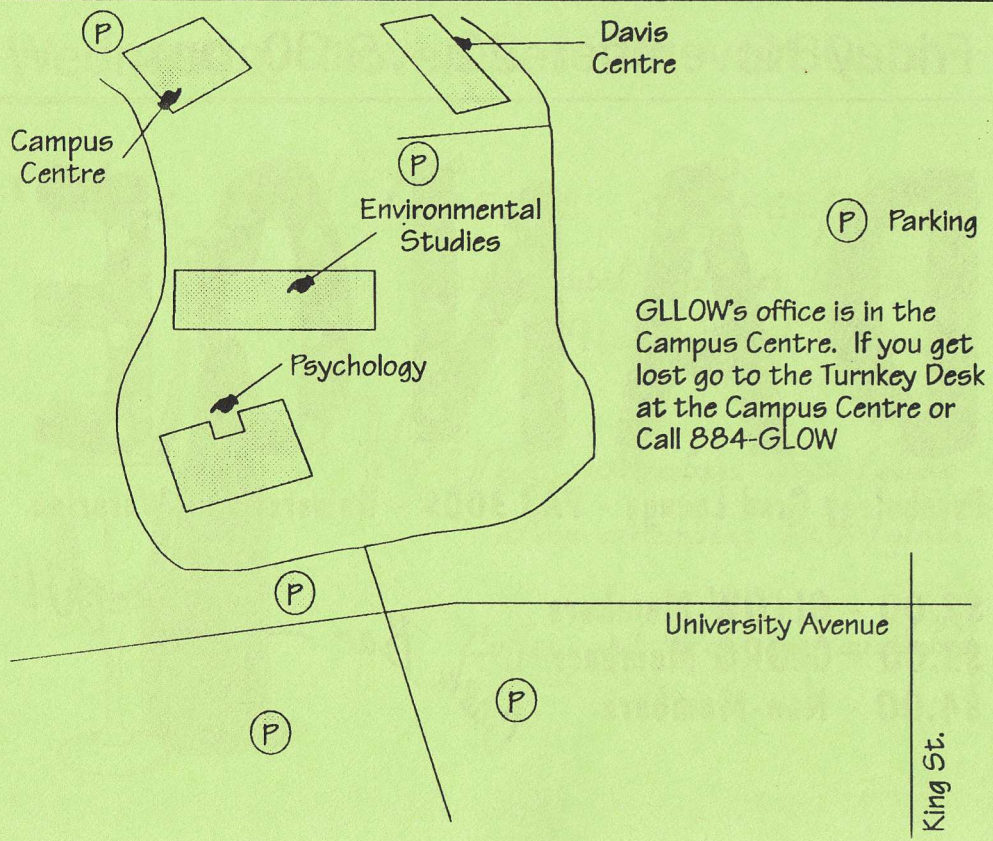 P
Davis
Centre
Campus
Centre
P
Environmental
Studies
P Parking
GLLOW's office is in the
Campus Centre. If you get
lost go to the Turnkey Desk
at the Campus Centre or
Call 884-GLOW
Psychology
P
University Avenue
P
P
King St.